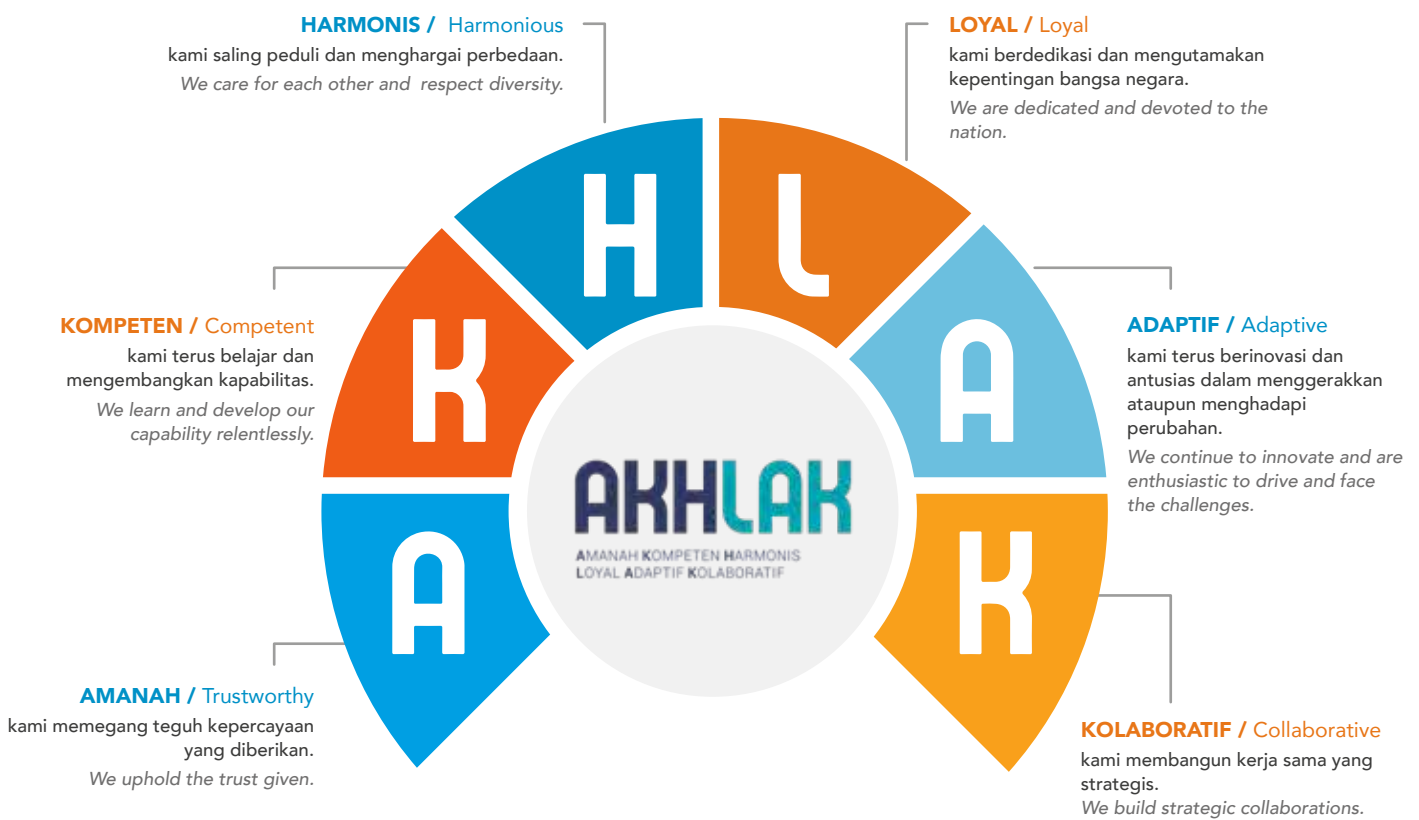 HARMONIS / Harmonious
kami saling peduli dan menghargai perbedaan.
We care for each other and respect diversity.
LOYAL / Loyal
kami berdedikasi dan mengutamakan
kepentingan bangsa negara.
We are dedicated and devoted to the
nation.
H
L
KOMPETEN / Competent
kami terus belajar dan
mengembangkan kapabilitas.
We learn and develop our
capability relentlessly.
K
A
ADAPTIF / Adaptive
kami terus berinovasi dan
antusias dalam menggerakkan
ataupun menghadapi
perubahan.
We continue to innovate and are
enthusiastic to drive and face
the challenges.
AKHLAK
AMANAH KOMPETEN HARMONIS
LOYAL ADAPTIF KOLABORATIF
A
K
AMANAH / Trustworthy
kami memegang teguh kepercayaan
yang diberikan.
We uphold the trust given.
KOLABORATIF / Collaborative
kami membangun kerja sama yang
strategis.
We build strategic collaborations.